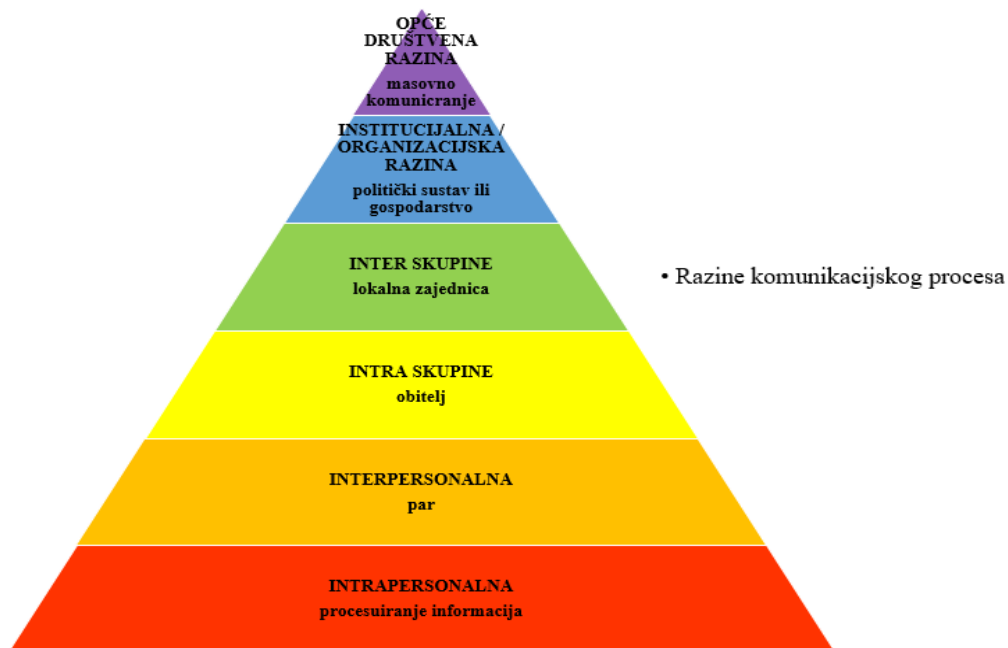 OPĆE
DRUŠTVENA
RAZINA
masovno
komunicranje
INSTITUCIJALNA /
ORGANIZACIJSKA
RAZINA
politički sustav ili
gospodarstvo
INTER SKUPINE
lokalna zajednica
• Razine komunikacijskog procesa
INTRA SKUPINE
obitelj
INTERPERSONALNA
par
INTRAPERSONALNA
procesuiranje informacija